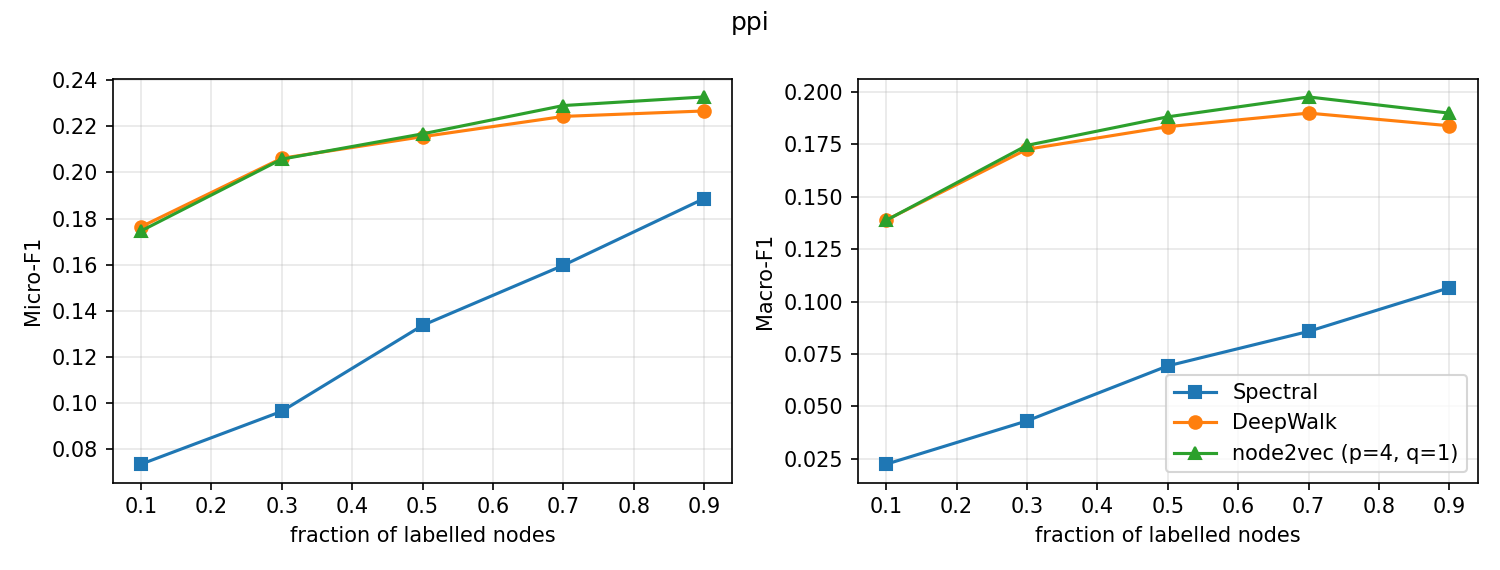 ppi
Micro-F1
0.24
0.22
0.20
0.18
0.16
0.14
0.12
0.10
0.08
0.1 0.2 0.3 0.4 0.5 0.6 0.7 0.8 0.9
fraction of labelled nodes
Macro-F1
0.200
0.175
0.150
0.125
0.100
0.075
0.050
0.025
Spectral
DeepWalk
node2vec (p=4, q=1)
0.1 0.2 0.3 0.4 0.5 0.6 0.7 0.8 0.9
fraction of labelled nodes